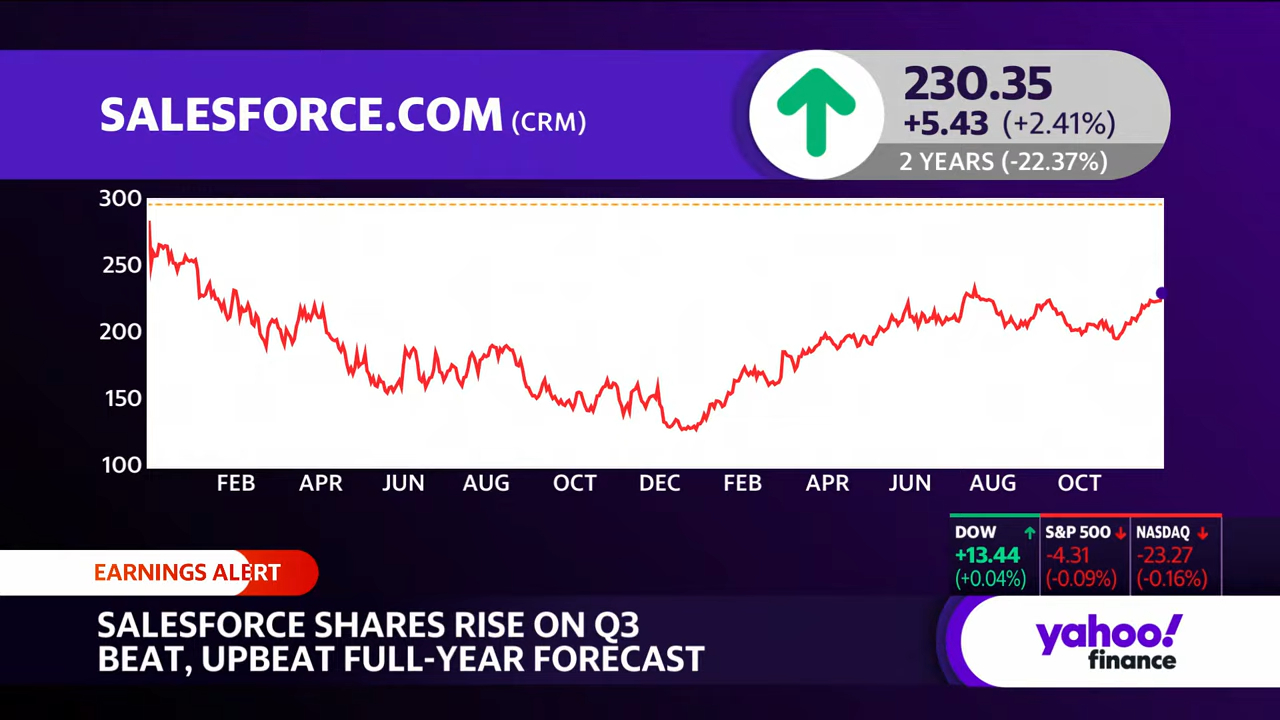 SALESFORCE.COM (CRM)
230.35
+5.43 (+2.41%)
2 YEARS (-22.37%)
300
250
200
150
100
FEB APR JUN AUG OCT DEC FEB APR JUN AUG OCT
DOW S&P 500 NASDAQ
+13.44 -4.31 -23.27
(+0.04%) (-0.09%) (-0.16%)
EARNINGS ALERT
SALESFORCE SHARES RISE ON Q3
BEAT, UPBEAT FULL-YEAR FORECAST
yahoo!
finance